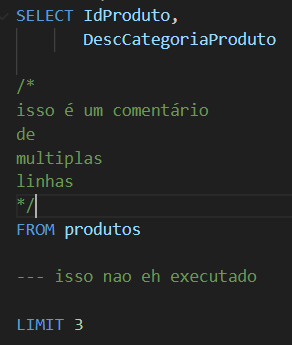 SELECT IdProduto,
DescCategoriaProduto
/*
isso é um comentário
de
multiplas
linhas
*/
FROM produtos
--- isso nao eh executado
LIMIT 3